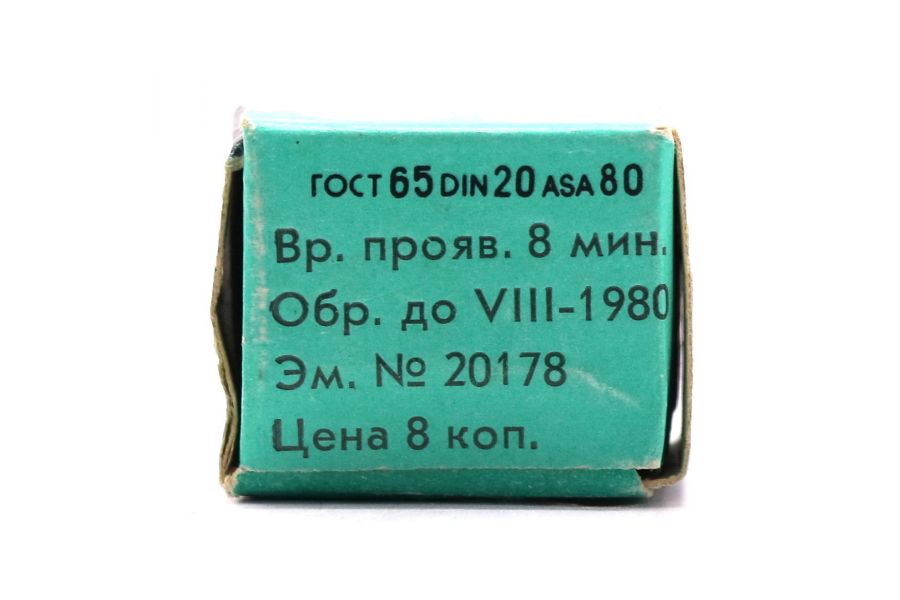 ГОСТ 65 DIN 20 ASA 80
Вр. прояв. 8 мин.
Обр. до VIII-1980
Эм. № 20178
Цена 8 коп.